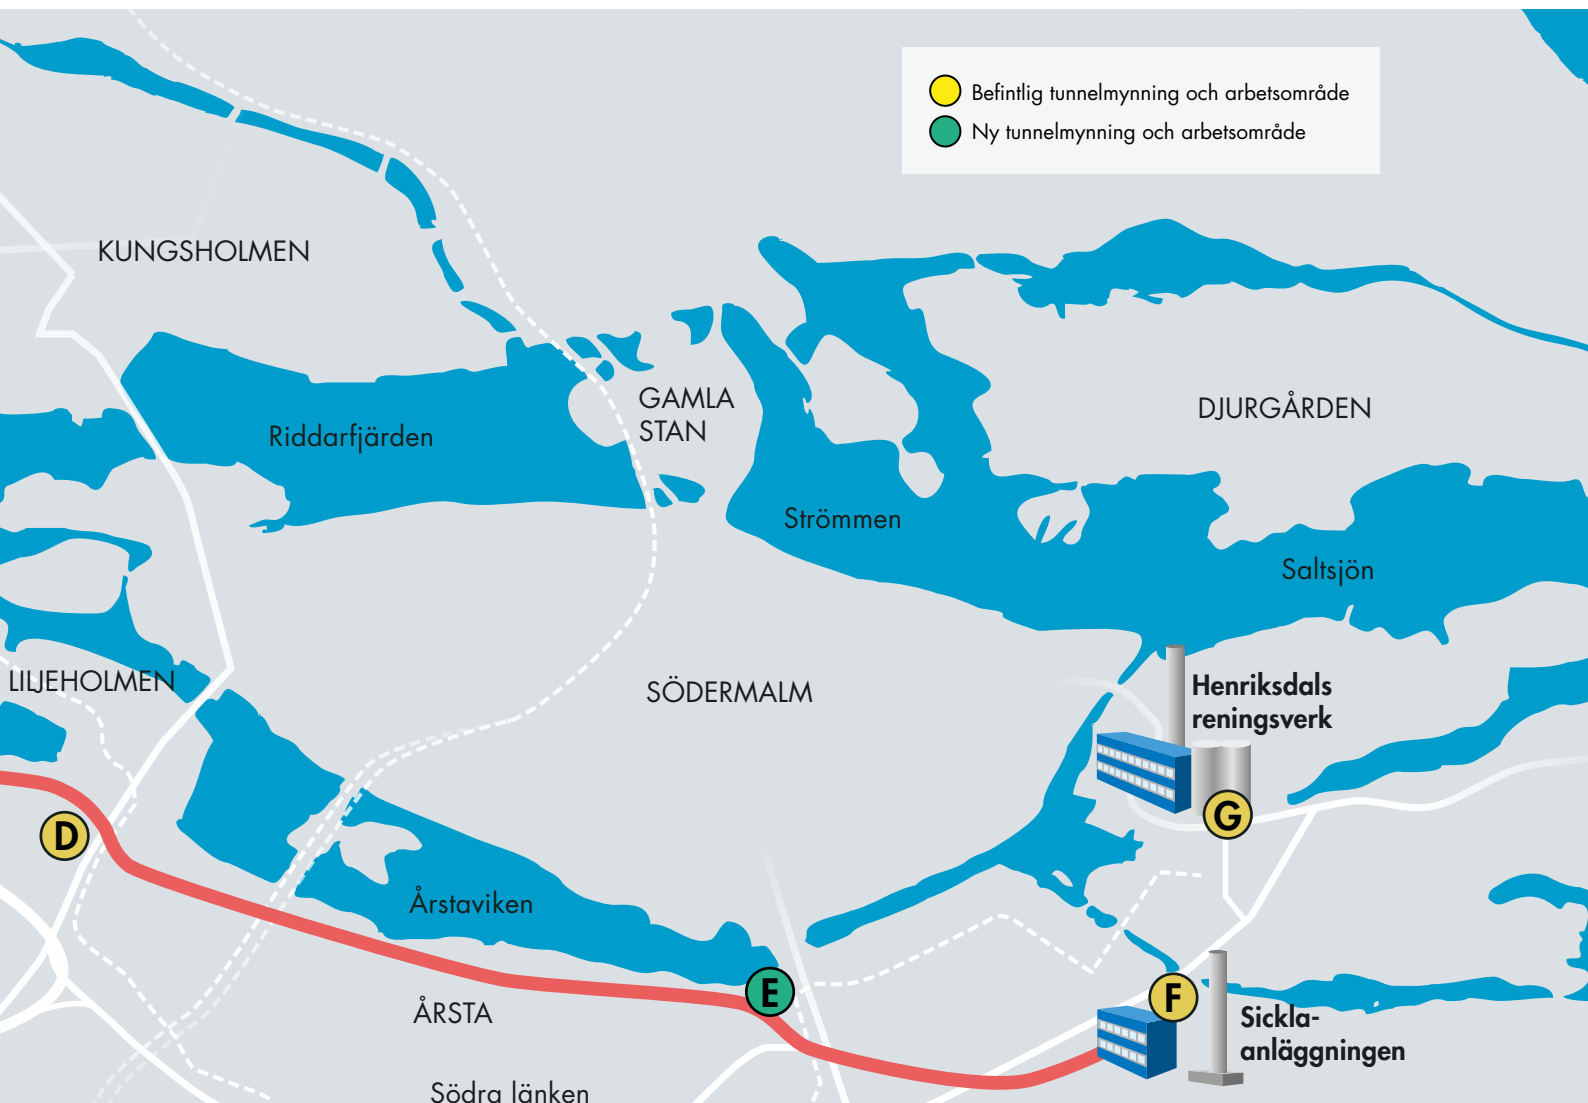 Befintlig tunnelmynning och arbetsområde
Ny tunnelmynning och arbetsområde
KUNGSHOLMEN
GAMLA
STAN
DJURGÅRDEN
Riddarfjärden
Strömmen
Saltsjön
LILJEHOLMEN
SÖDERMALM
Henriksdals
reningsverk
D
G
Årstaviken
E
F
ÅRSTA
Sickla-
anläggningen
Södra länken